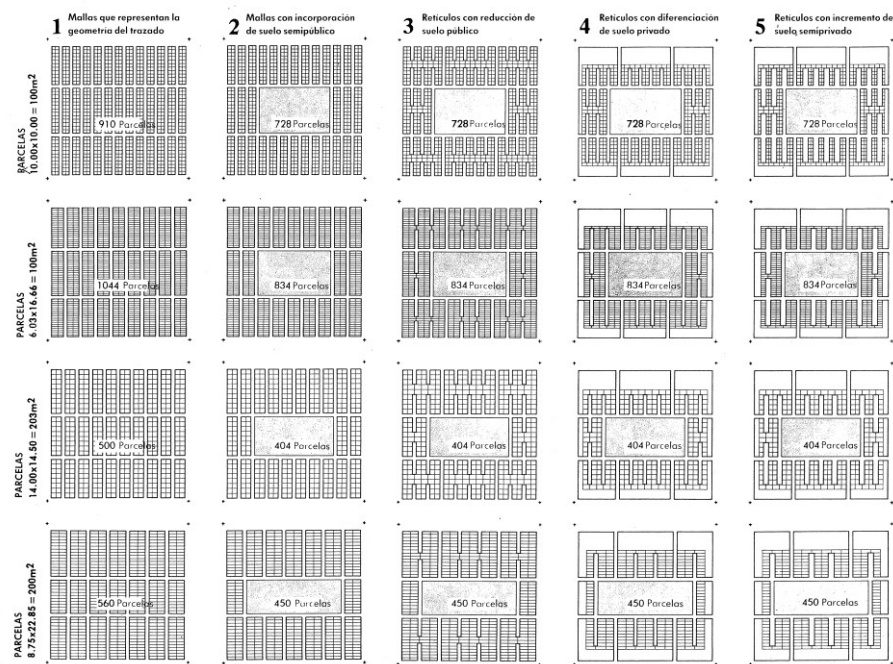 1 Mallas que representan la
geometria del trazado
2 Mallas con incorporación
de suelo semipúblico
3 Retículos con reducción de
suelo público
4 Retículos con diferenciación
de suelo privado
5 Retículos con incremento de
suelo semiprivado
PARCELAS
10.00x10.00=100m²
910 Parcelas
728 Parcelas
728 Parcelas
728 Parcelas
728 Parcelas
PARCELAS
6.03x16.66=100m²
1044 Parcelas
834 Parcelas
834 Parcelas
834 Parcelas
834 Parcelas
PARCELAS
14.00x14.50=203m²
500 Parcelas
404 Parcelas
404 Parcelas
404 Parcelas
404 Parcelas
PARCELAS
8.75x22.85=200m²
560 Parcelas
450 Parcelas
450 Parcelas
450 Parcelas
450 Parcelas